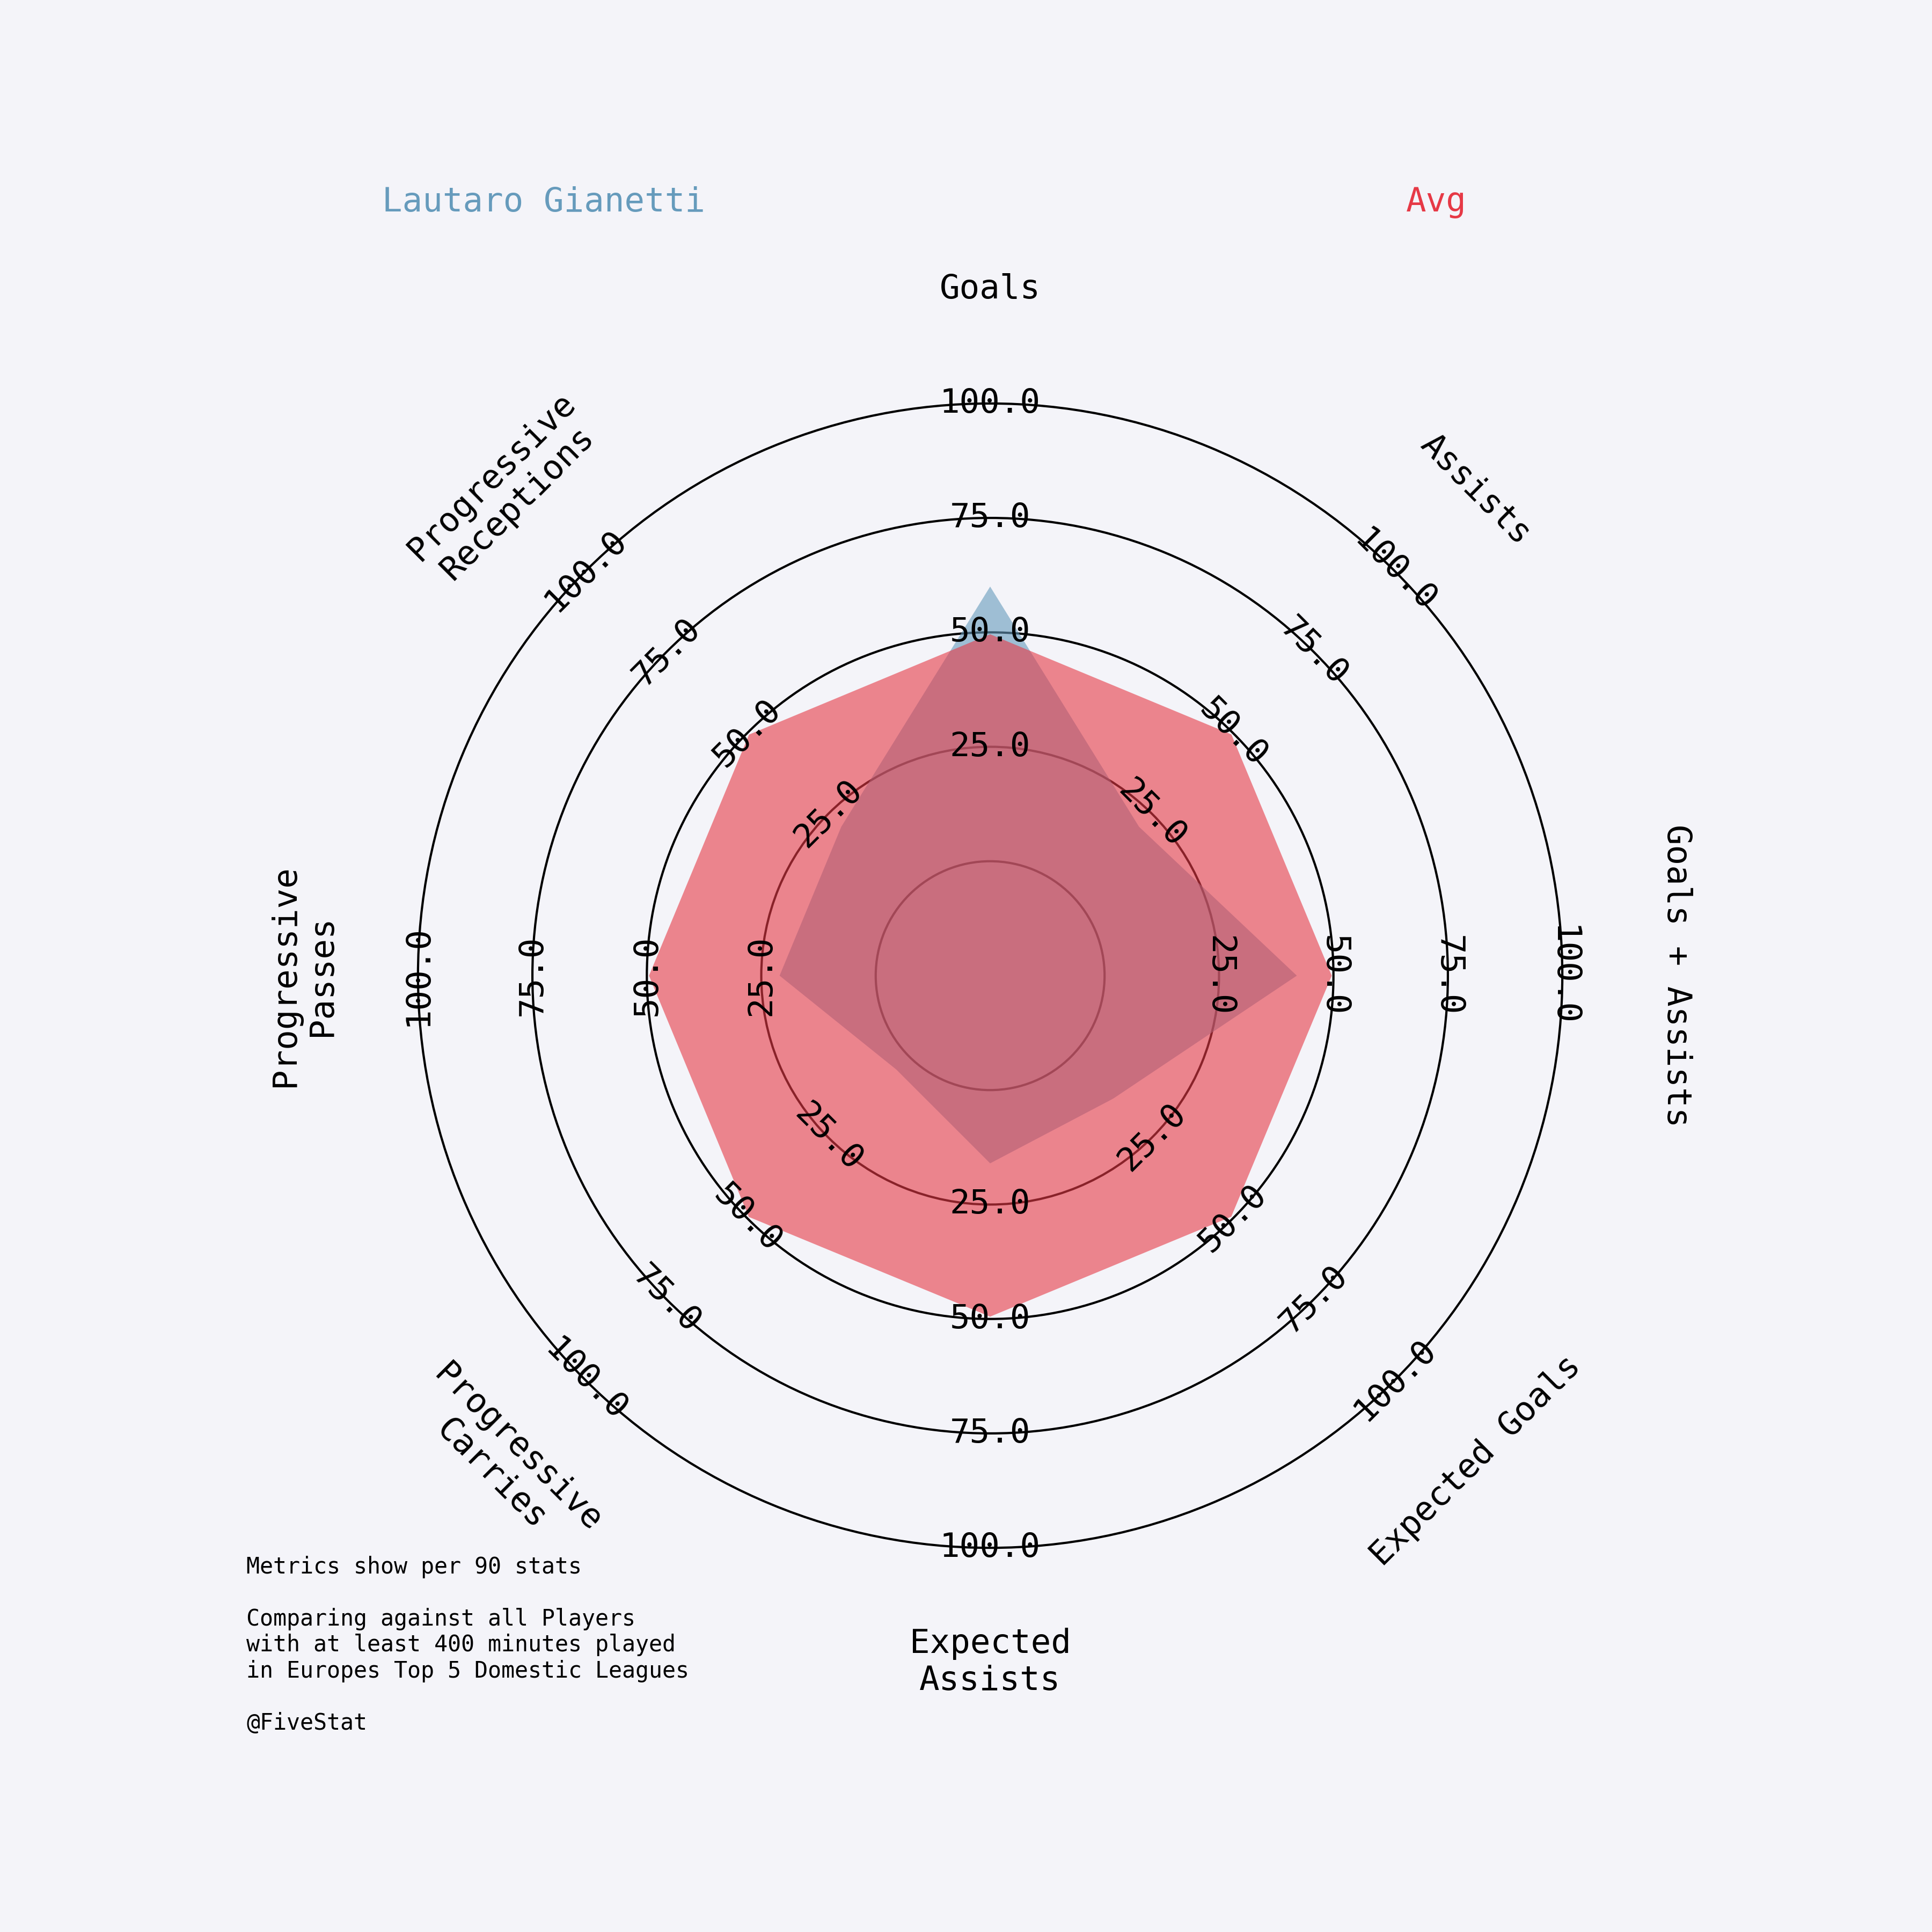 Lautaro Gianetti
Avg
Goals
Assists
Goals + Assists
Expected Goals
Expected
Assists
Progressive
Carries
Progressive
Passes
Progressive
Receptions
25.0
50.0
75.0
100.0
25.0
50.0
75.0
100.0
25.0
50.0
75.0
100.0
25.0
50.0
75.0
100.0
25.0
50.0
75.0
100.0
25.0
50.0
75.0
100.0
25.0
50.0
75.0
100.0
25.0
50.0
75.0
100.0
Metrics show per 90 stats
Comparing against all Players
with at least 400 minutes played
in Europes Top 5 Domestic Leagues
@FiveStat